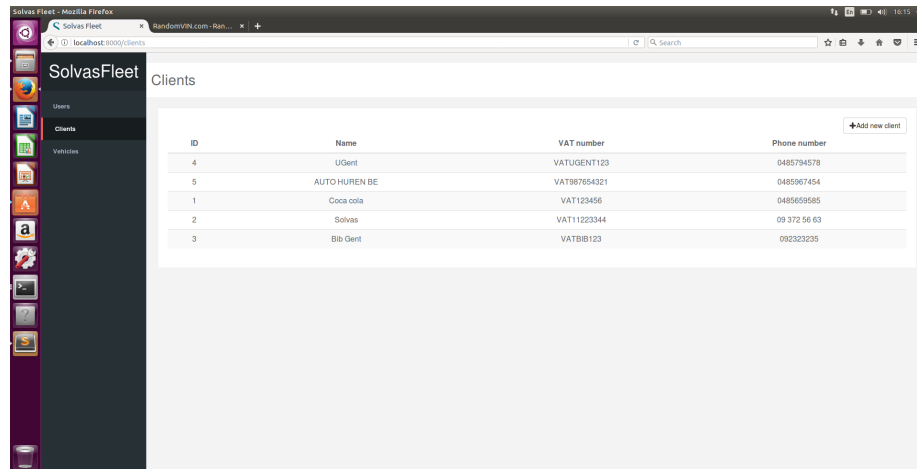 Solvas Fleet - Mozilla Firefox
En
16:15
Solvas Fleet
RandomVIN.com - Ran...
localhost:8000/clients
Search
SolvasFleet
Clients
Users
Clients
Vehicles
+Add new client
ID Name VAT number Phone number
4 UGent VATUGENT123 0485794578
5 AUTO HUREN BE VAT987654321 0485967454
1 Coca cola VAT123456 0485659585
2 Solvas VAT11223344 09 372 56 63
3 Bib Gent VATBIB123 092323235